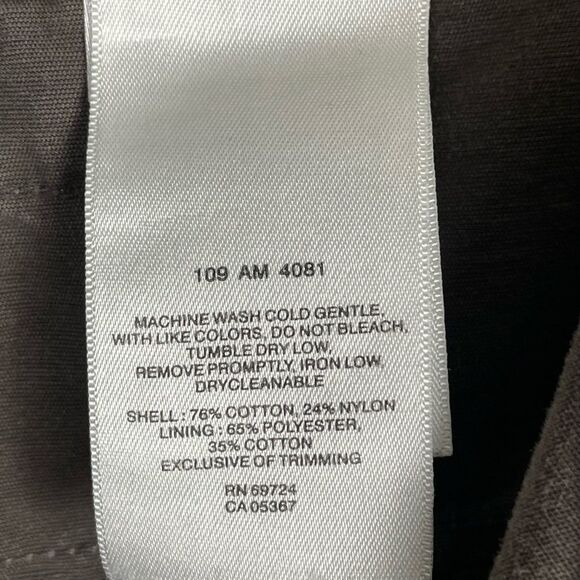 109 AM 4081
MACHINE WASH COLD GENTLE,
WITH LIKE COLORS, DO NOT BLEACH,
TUMBLE DRY LOW,
REMOVE PROMPTLY, IRON LOW,
DRYCLEANABLE
SHELL : 76% COTTON, 24% NYLON
LINING : 65% POLYESTER,
35% COTTON
EXCLUSIVE OF TRIMMING
RN 69724
CA 05367